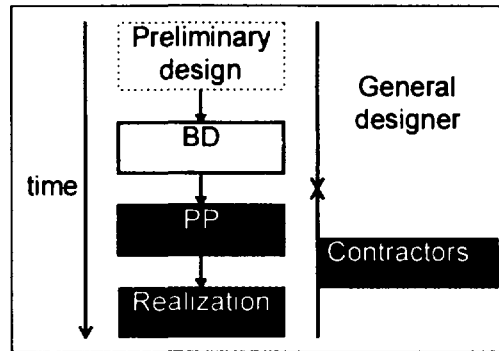 Preliminary
design
General
designer
BD
time
PP
Contractors
Realization